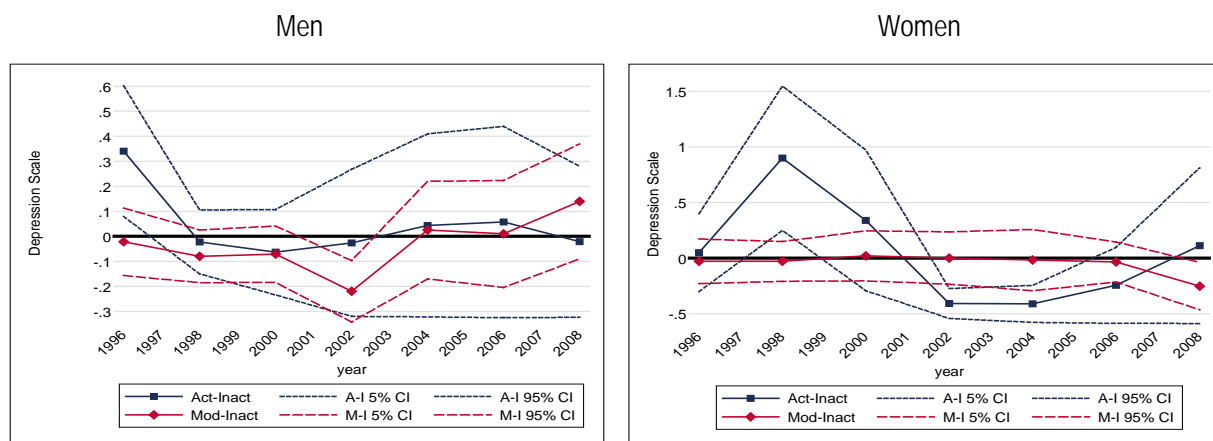 Men
Women
Depression Scale
.6
.5
.4
.3
.2
.1
0
-.1
-.2
-.3
1996
1997
1998
1999
2000
2001
2002
2003
2004
2005
2006
2007
2008
year
Act-Inact
A-I 5% CI
A-I 95% CI
Mod-Inact
M-I 5% CI
M-I 95% CI
Depression Scale
1.5
1
.5
0
-.5
1996
1997
1998
1999
2000
2001
2002
2003
2004
2005
2006
2007
2008
year
Act-Inact
A-I 5% CI
A-I 95% CI
Mod-Inact
M-I 5% CI
M-I 95% CI